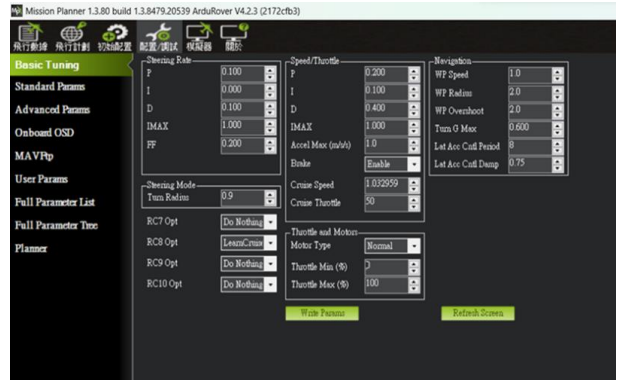 Mission Planner 1.3.80 build 1.3.8479.20539 ArduRover V4.2.3 (2172cfb3)
飛行數據 飛行計劃 初始配置 配置/調試 模擬器 關於
Basic Tuning
Standard Params
Advanced Params
Onboard OSD
MAVFtp
User Params
Full Parameter List
Full Parameter Tree
Planner
Steering Rate
P 0.100
I 0.000
D 0.100
IMAX 1.000
FF 0.200
Steering Mode
Turn Radius 0.9
RC7 Opt Do Nothing
RC8 Opt LearnCruis
RC9 Opt Do Nothing
RC10 Opt Do Nothing
Speed/Throttle
P 0.200
I 0.100
D 0.400
IMAX 1.000
Accel Max (m/s/s) 1.0
Brake Enable
Cruise Speed 1.032959
Cruise Throttle 50
Throttle and Motors
Motor Type Normal
Throttle Min (%)
Throttle Max (%) 100
Navigation
WP Speed 1.0
WP Radius 2.0
WP Overshoot 2.0
Turn G Max 0.600
Lat Acc Cntl Period 8
Lat Acc Cntl Damp 0.75
Write Params
Refresh Screen